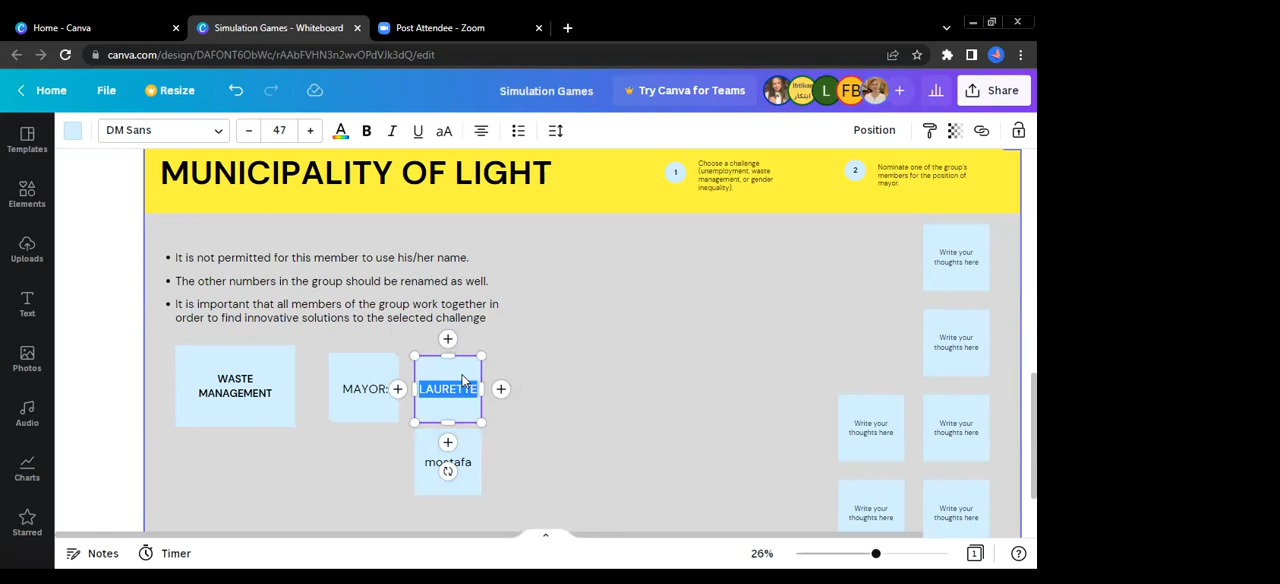 Home - Canva
Simulation Games - Whiteboard
Post Attendee - Zoom
canva.com/design/DAFONT6ObWc/rAAbFVHN3n2wvOPdVJk3dQ/edit
Home
File
Resize
Simulation Games
Try Canva for Teams
L
FB
Share
DM Sans
47
A
B
I
U
aA
Position
Templates
Elements
Uploads
Text
Photos
Audio
Charts
Starred
MUNICIPALITY OF LIGHT
1
Choose a challenge
(unemployment, waste
management, or gender
inequality).
2
Nominate one of the group's
members for the position of
mayor.
It is not permitted for this member to use his/her name.
The other numbers in the group should be renamed as well.
It is important that all members of the group work together in
order to find innovative solutions to the selected challenge
WASTE
MANAGEMENT
MAYOR:
LAURETTE
mostafa
Write your
thoughts here
Write your
thoughts here
Write your
thoughts here
Write your
thoughts here
Write your
thoughts here
Write your
thoughts here
Notes
Timer
26%
1